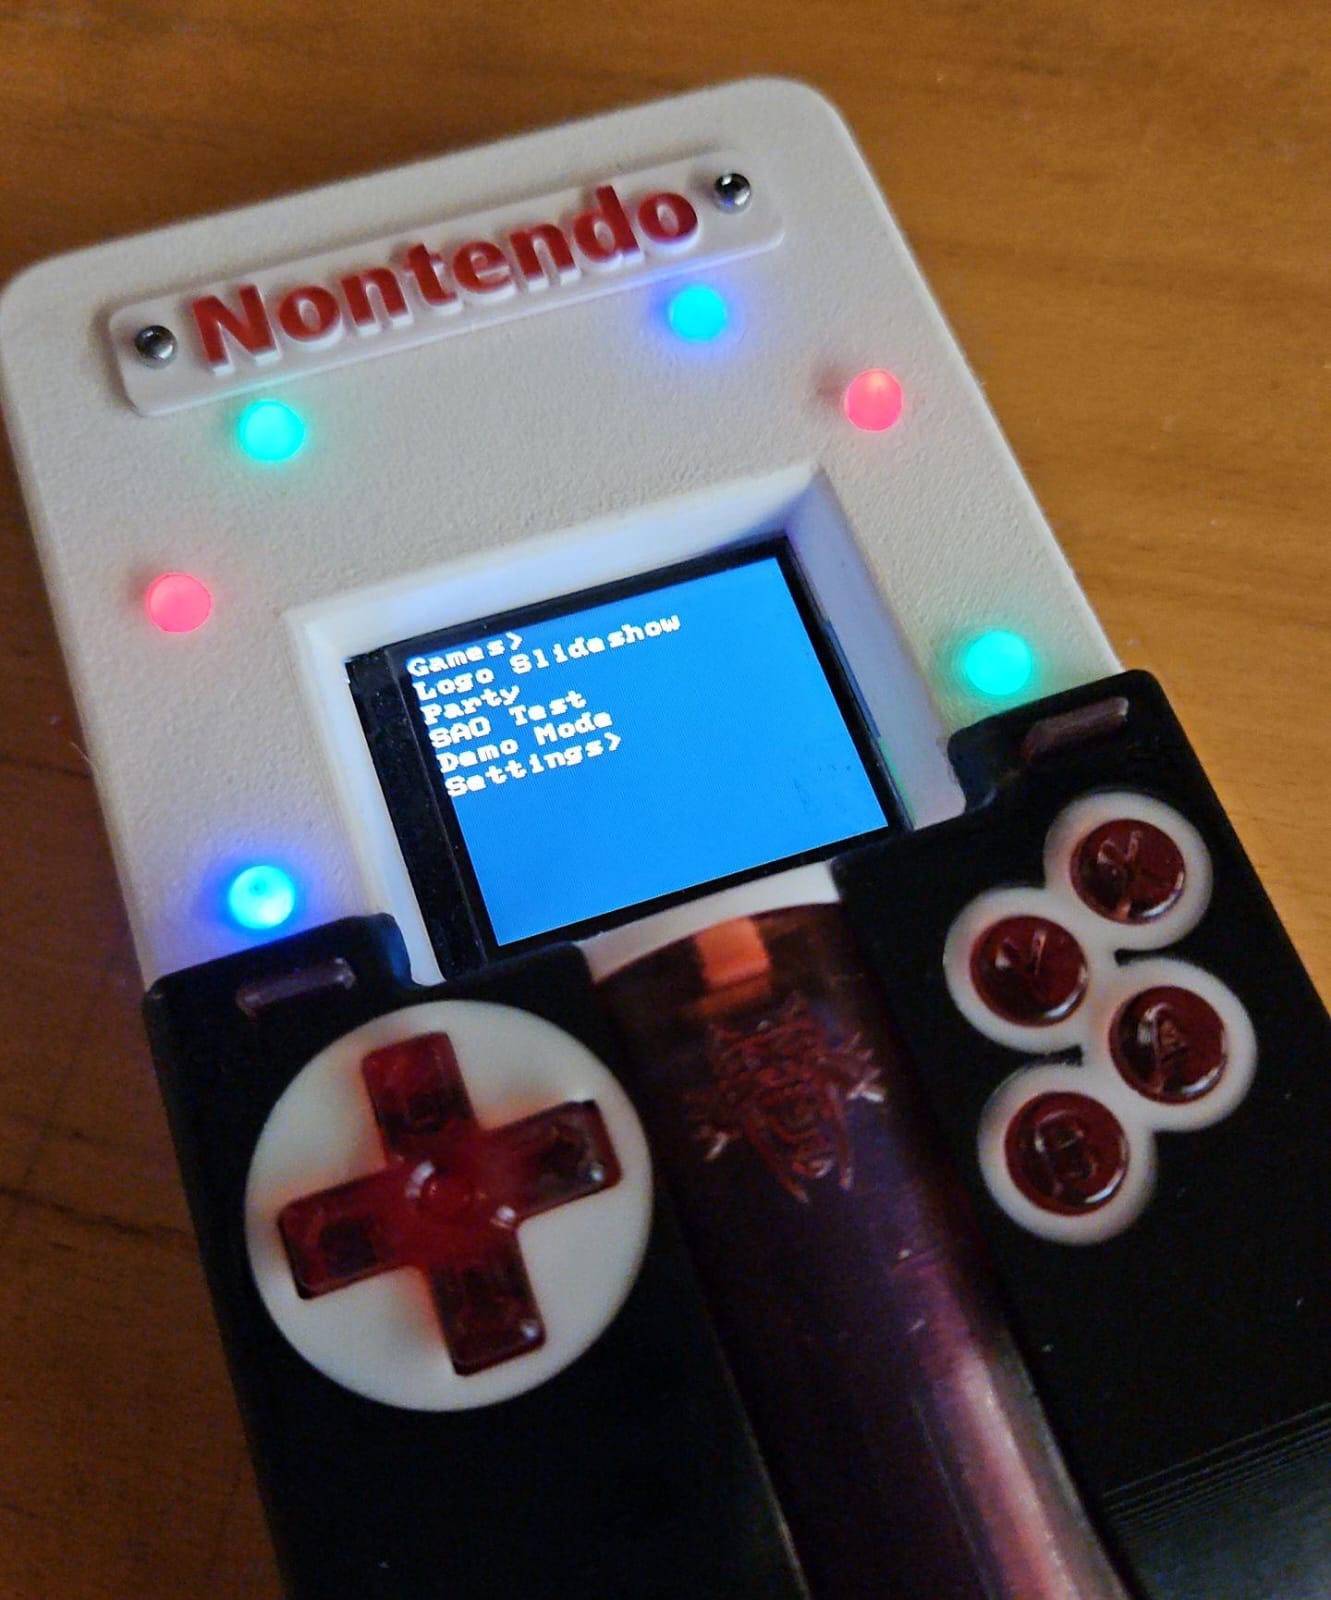 Nontendo
Games>
Logo Slideshow
Party
SAO Test
Demo Mode
Settings>
X
Y
A
B